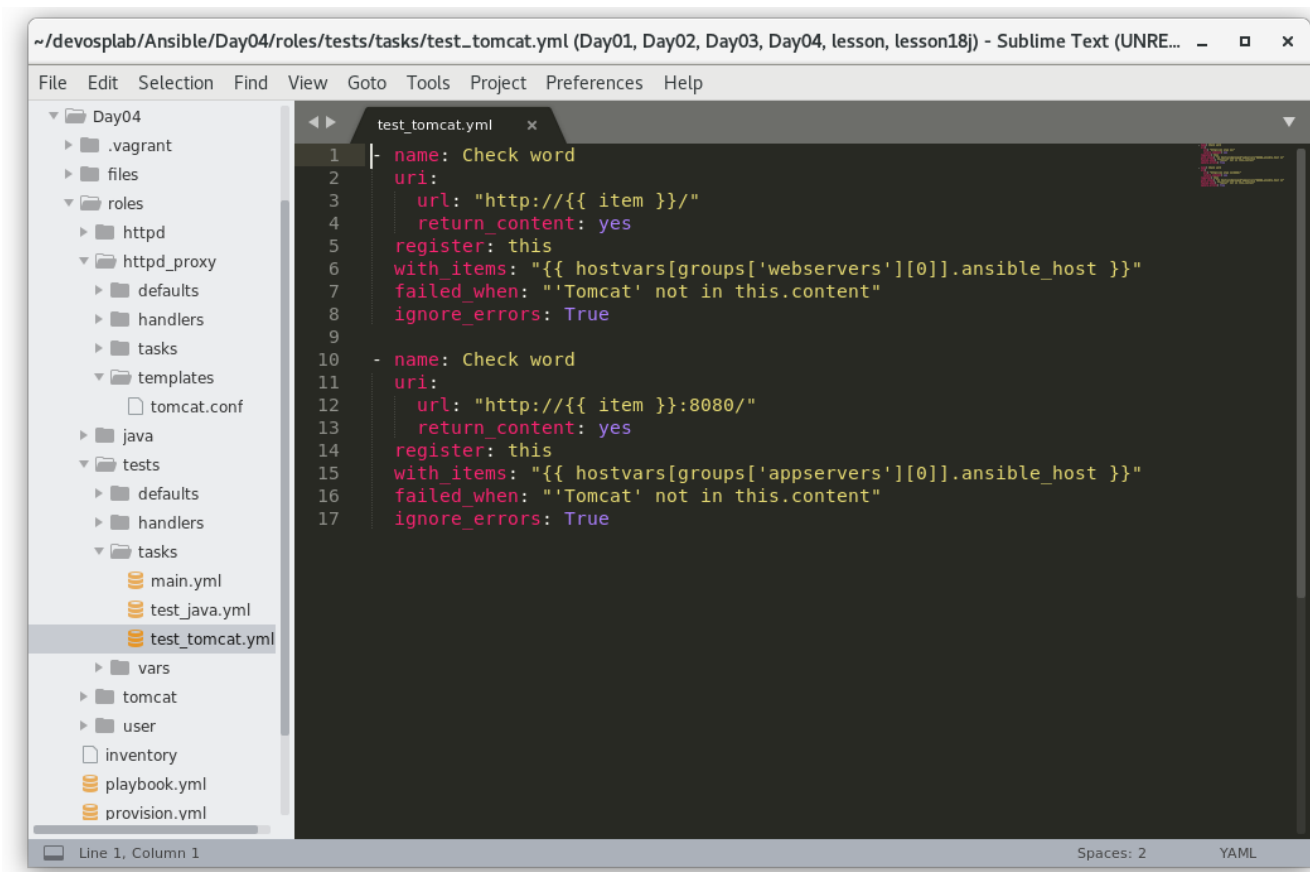 ~/devosplab/Ansible/Day04/roles/tests/tasks/test_tomcat.yml (Day01, Day02, Day03, Day04, lesson, lesson18j) - Sublime Text (UNRE...
File Edit Selection Find View Goto Tools Project Preferences Help
Day04
.vagrant
files
roles
httpd
httpd_proxy
defaults
handlers
tasks
templates
tomcat.conf
java
tests
defaults
handlers
tasks
main.yml
test_java.yml
test_tomcat.yml
vars
tomcat
user
inventory
playbook.yml
provision.yml
test_tomcat.yml
1 - name: Check word
2 uri:
3 url: "http://{{ item }}/"
4 return_content: yes
5 register: this
6 with_items: "{{ hostvars[groups['webservers'][0]].ansible_host }}"
7 failed_when: "'Tomcat' not in this.content"
8 ignore_errors: True
9
10 - name: Check word
11 uri:
12 url: "http://{{ item }}:8080/"
13 return_content: yes
14 register: this
15 with_items: "{{ hostvars[groups['appservers'][0]].ansible_host }}"
16 failed_when: "'Tomcat' not in this.content"
17 ignore_errors: True
Line 1, Column 1 Spaces: 2 YAML